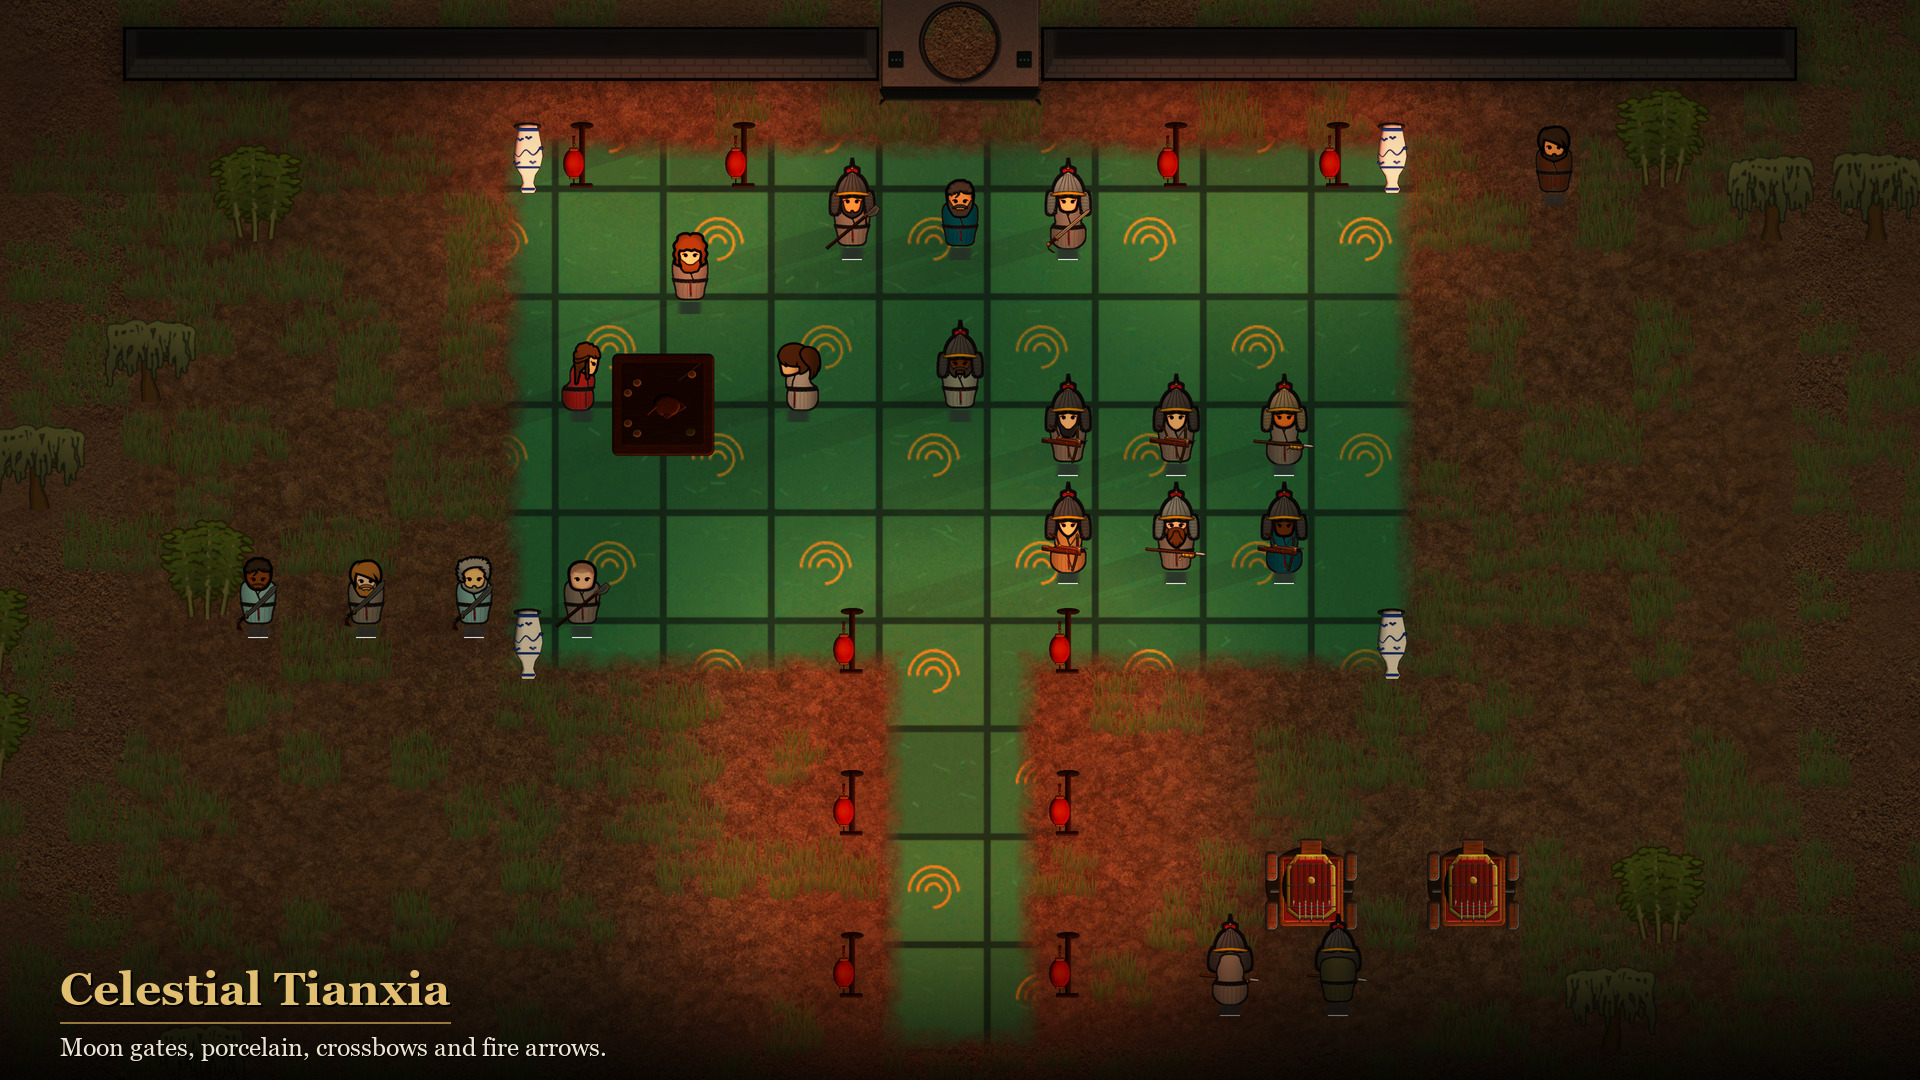 Celestial Tianxia
Moon gates, porcelain, crossbows and fire arrows.